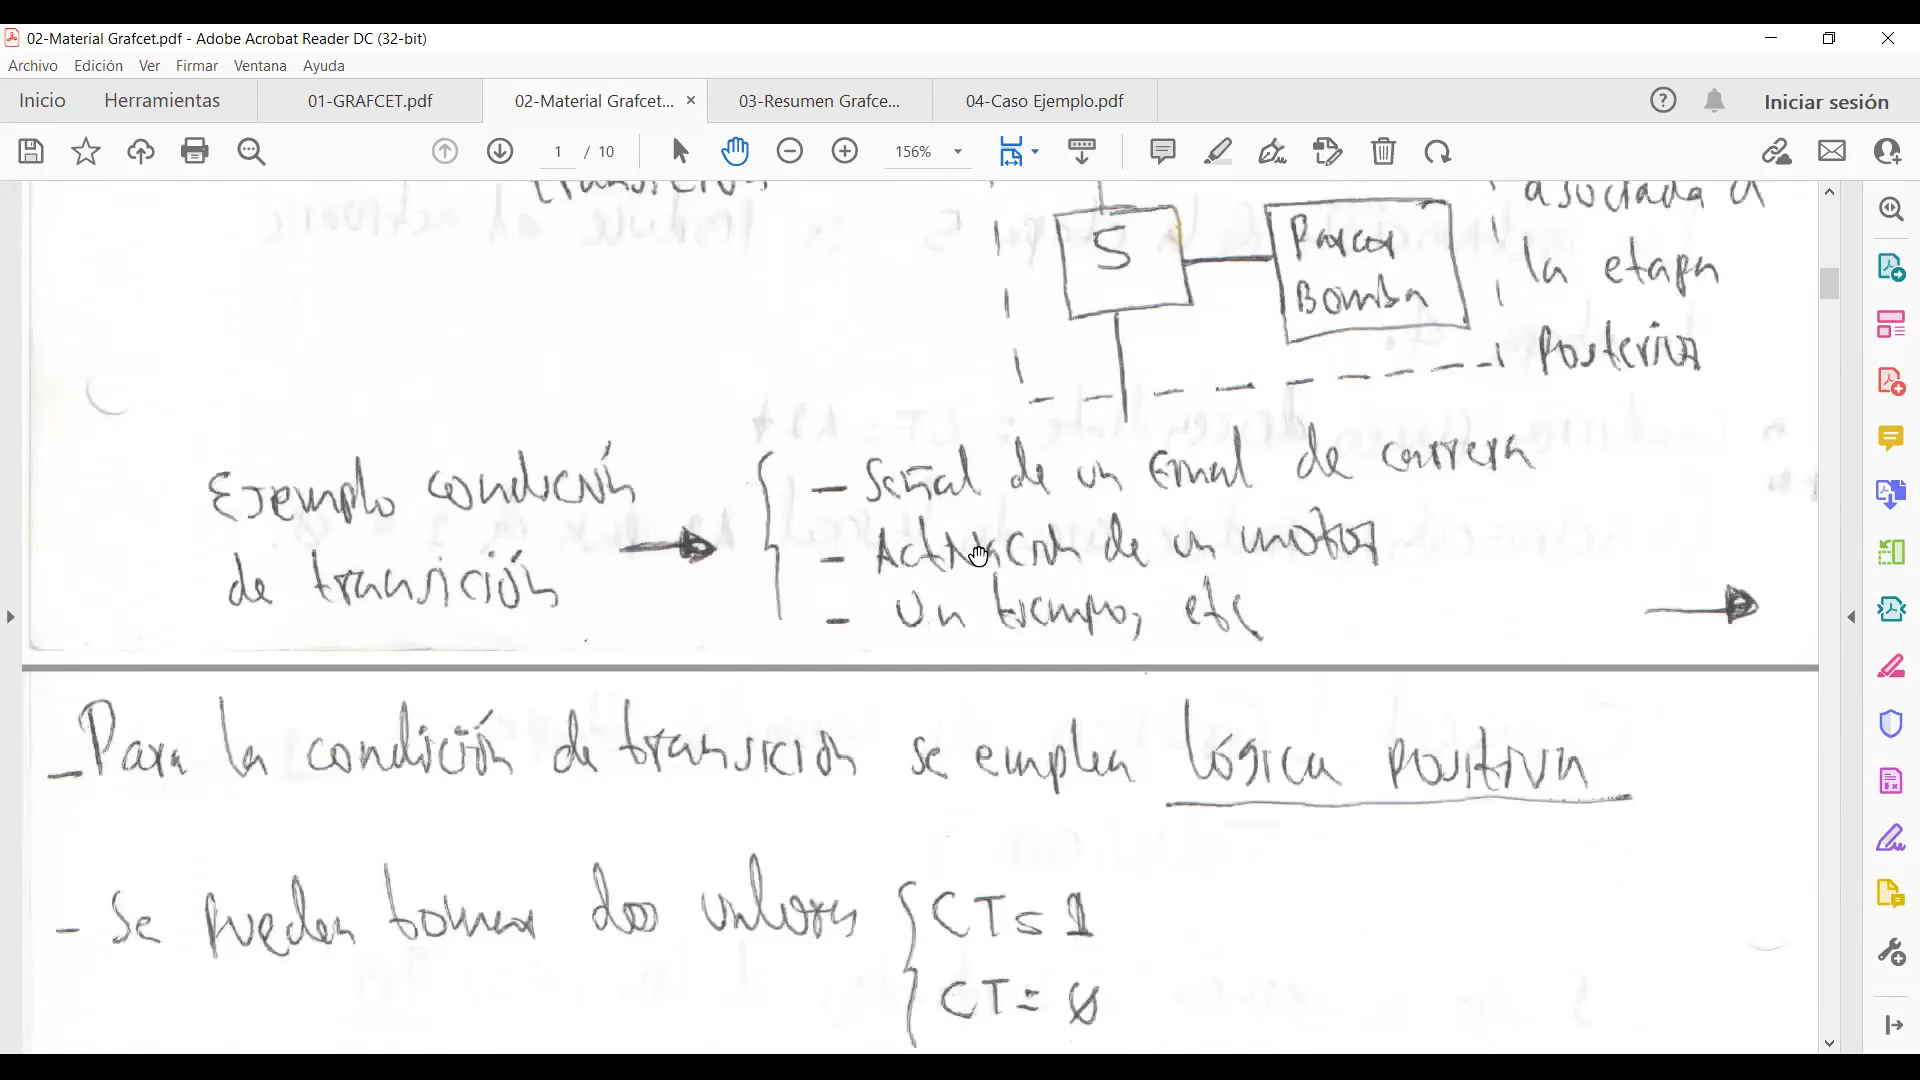 02-Material Grafcet.pdf - Adobe Acrobat Reader DC (32-bit)
Archivo Edición Ver Firmar Ventana Ayuda
Inicio Herramientas 01-GRAFCET.pdf 02-Material Grafcet... × 03-Resumen Grafce... 04-Caso Ejemplo.pdf ? Iniciar sesión
1 / 10 156%
asociada a
5 Parar la etapa
Bomba
Posterior
Ejemplo condición
de transición
- Señal de un Final de carrera
- Activación de un motor
- Un tiempo, etc
- Para la condición de transición se emplea lógica positiva
- Se pueden tomar dos valores
CT = 1
CT = 0